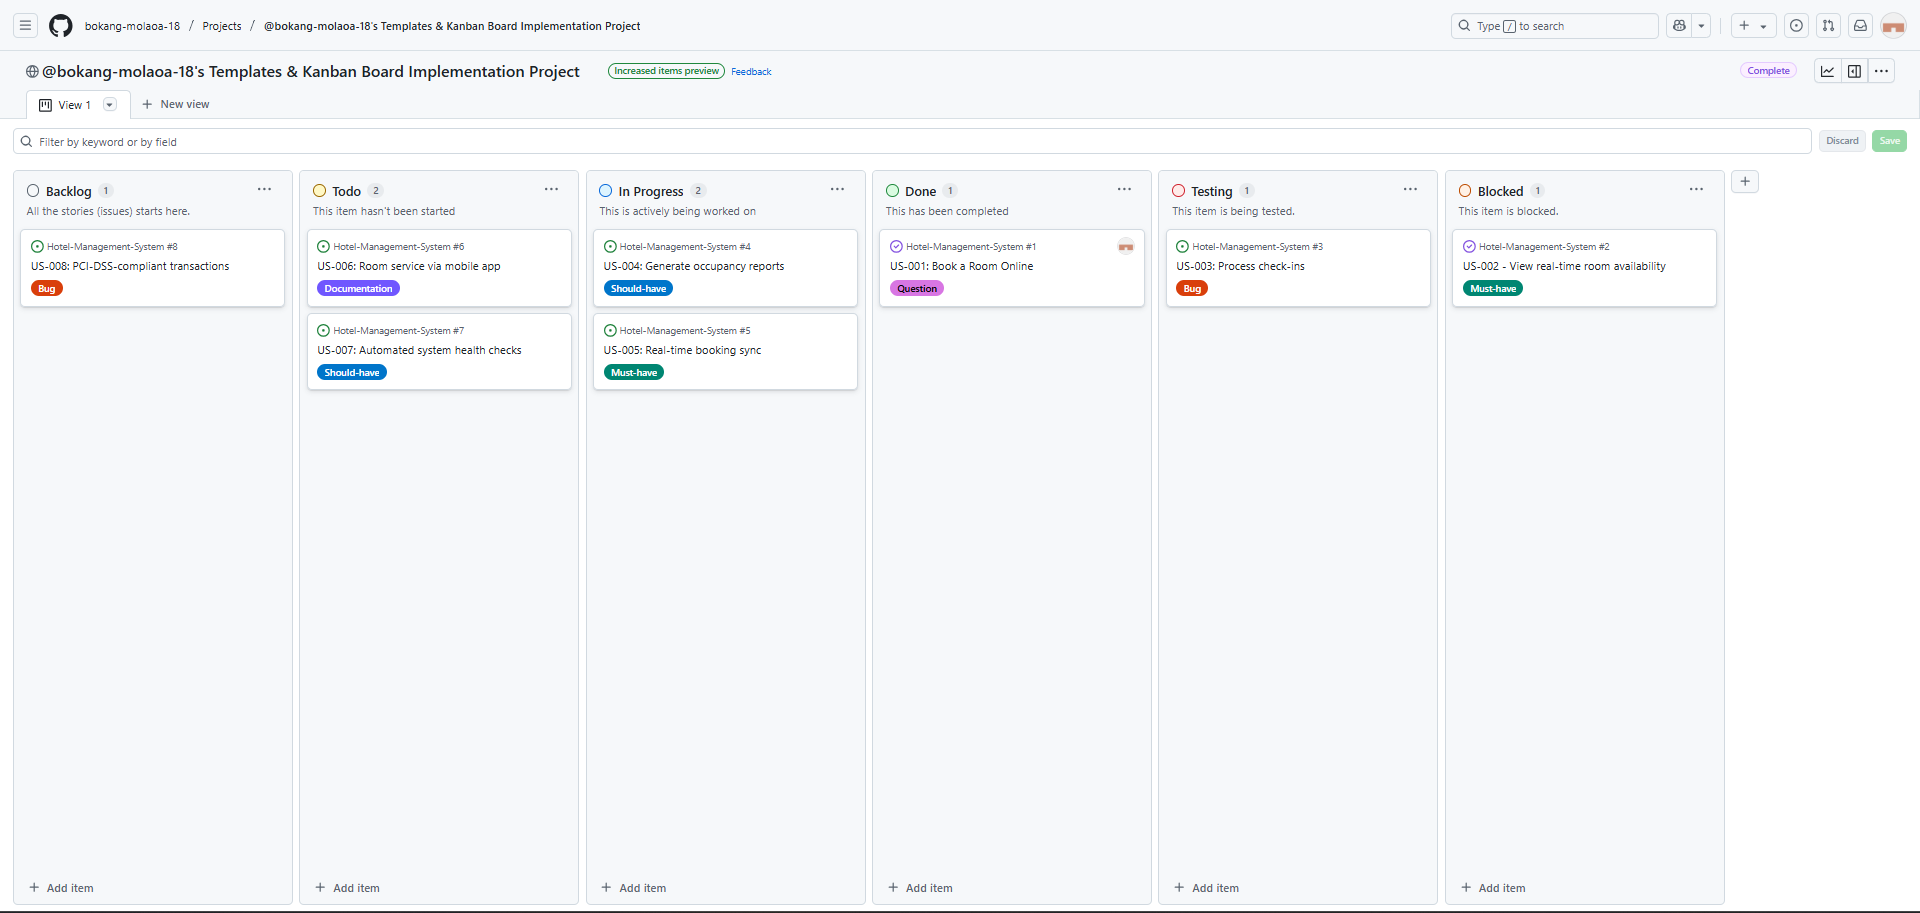 bokang-molaoa-18 / Projects / @bokang-molaoa-18's Templates & Kanban Board Implementation Project
Type / to search
@bokang-molaoa-18's Templates & Kanban Board Implementation Project
Increased items preview
Feedback
Complete
View 1
New view
Filter by keyword or by field
Discard
Save
Backlog 1
All the stories (issues) starts here.
Hotel-Management-System #8
US-008: PCI-DSS-compliant transactions
Bug
Add item
Todo 2
This item hasn't been started
Hotel-Management-System #6
US-006: Room service via mobile app
Documentation
Hotel-Management-System #7
US-007: Automated system health checks
Should-have
Add item
In Progress 2
This is actively being worked on
Hotel-Management-System #4
US-004: Generate occupancy reports
Should-have
Hotel-Management-System #5
US-005: Real-time booking sync
Must-have
Add item
Done 1
This has been completed
Hotel-Management-System #1
US-001: Book a Room Online
Question
Add item
Testing 1
This item is being tested.
Hotel-Management-System #3
US-003: Process check-ins
Bug
Add item
Blocked 1
This item is blocked.
Hotel-Management-System #2
US-002 - View real-time room availability
Must-have
Add item